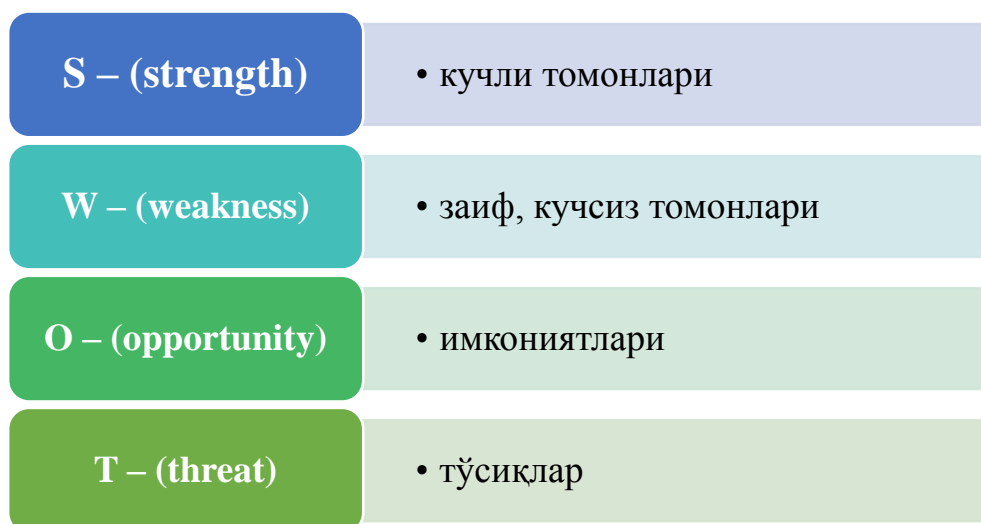 S – (strength)
• кучли томонлари
W – (weakness)
• заиф, кучсиз томонлари
O – (opportunity)
• имкониятлари
T – (threat)
• тўсиқлар